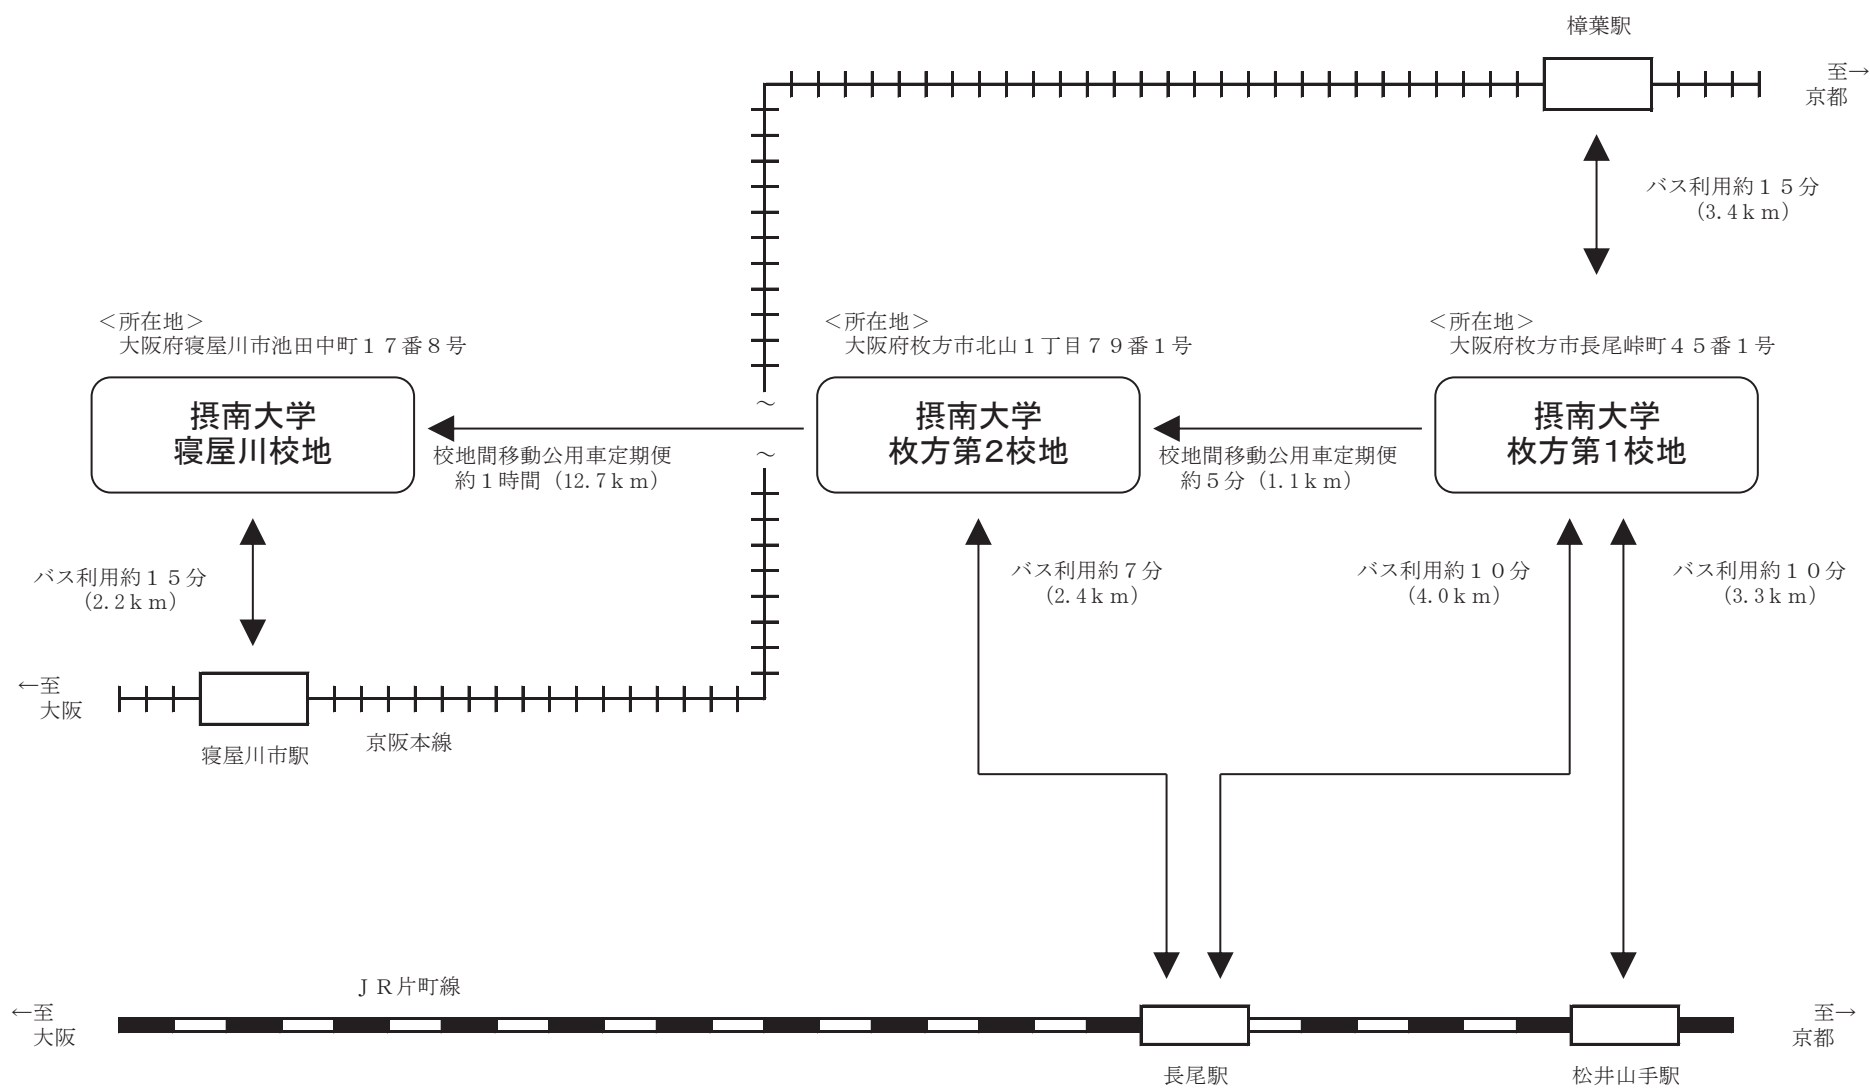 樟葉駅
至→
京都
バス利用約１５分
（3.4ｋｍ）
＜所在地＞
大阪府寝屋川市池田中町１７番８号
＜所在地＞
大阪府枚方市北山１丁目７９番１号
＜所在地＞
大阪府枚方市長尾峠町４５番１号
摂南大学
寝屋川校地
～
～
摂南大学
枚方第2校地
摂南大学
枚方第1校地
校地間移動公用車定期便
約１時間（12.7ｋｍ）
校地間移動公用車定期便
約５分（1.1ｋｍ）
バス利用約１５分
（2.2ｋｍ）
バス利用約７分
（2.4ｋｍ）
バス利用約１０分
（4.0ｋｍ）
バス利用約１０分
（3.3ｋｍ）
←至
大阪
寝屋川市駅
京阪本線
ＪＲ片町線
←至
大阪
至→
京都
長尾駅
松井山手駅